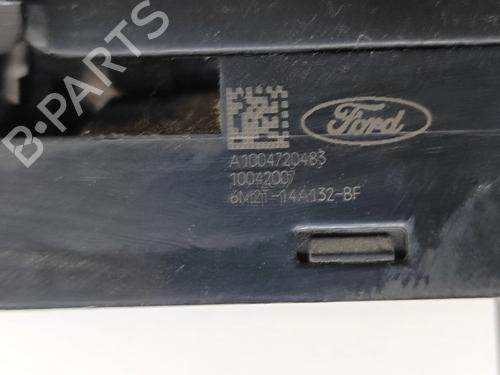 B-PARTS
Ford
A1004720483
10042007
6M2T-14A132-BF